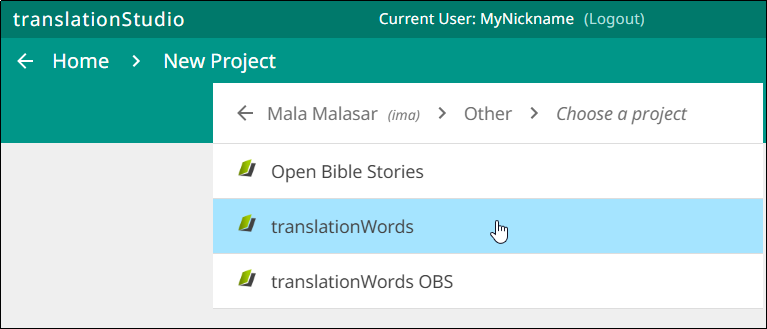 translationStudio Current User: MyNickname (Logout)
Home New Project
Mala Malasar (ima) Other Choose a project
Open Bible Stories
translationWords
translationWords OBS